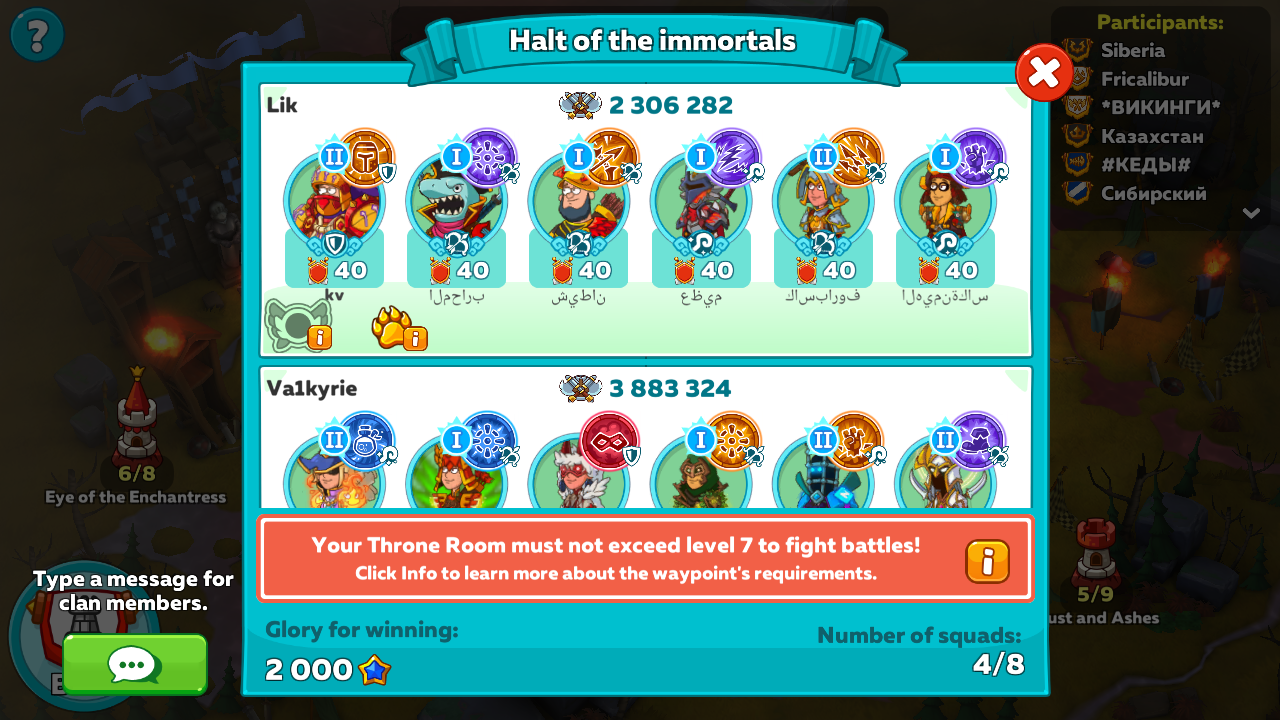 ?
Halt of the immortals
Participants:
Siberia
Fricalibur
*ВИКИНГИ*
Казахстан
#КЕДЫ#
Сибирский
Lik
2 306 282
II I I I II I
40 40 40 40 40 40
kv المحارب شيطان عظيم كاسباروف الهيمنةكاس
i i
Va1kyrie
3 883 324
II I I II II
6/8
Eye of the Enchantress
Your Throne Room must not exceed level 7 to fight battles!
Click Info to learn more about the waypoint's requirements.
i
Type a message for
clan members.
5/9
ust and Ashes
Glory for winning:
2 000
Number of squads:
4/8